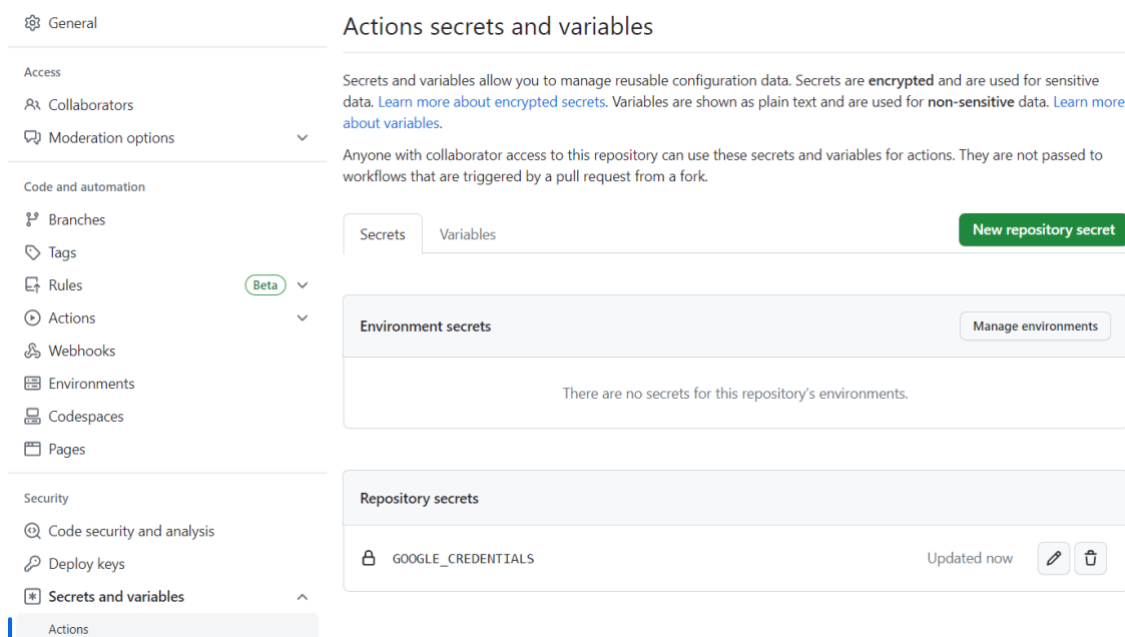 General
Access
Collaborators
Moderation options
Code and automation
Branches
Tags
Rules Beta
Actions
Webhooks
Environments
Codespaces
Pages
Security
Code security and analysis
Deploy keys
Secrets and variables
Actions
Actions secrets and variables
Secrets and variables allow you to manage reusable configuration data. Secrets are encrypted and are used for sensitive
data. Learn more about encrypted secrets. Variables are shown as plain text and are used for non-sensitive data. Learn more
about variables.
Anyone with collaborator access to this repository can use these secrets and variables for actions. They are not passed to
workflows that are triggered by a pull request from a fork.
Secrets Variables New repository secret
Environment secrets Manage environments
There are no secrets for this repository's environments.
Repository secrets
GOOGLE_CREDENTIALS Updated now